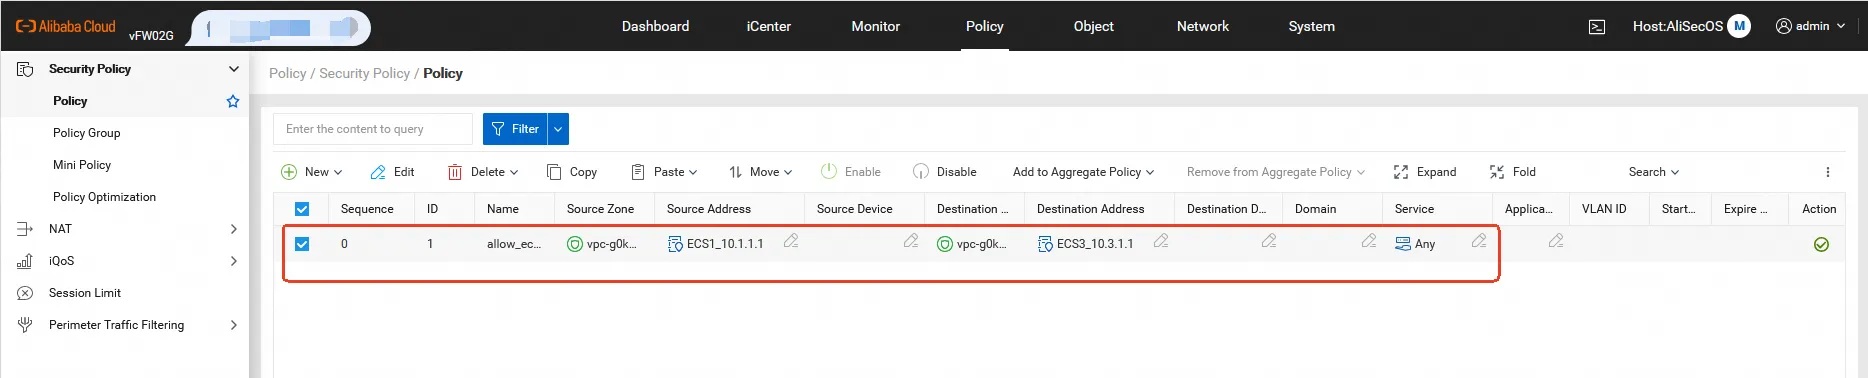 Alibaba Cloud vFW02G Dashboard iCenter Monitor Policy Object Network System Host:AliSecOS M admin
Security Policy
Policy
Policy Group
Mini Policy
Policy Optimization
NAT
iQoS
Session Limit
Perimeter Traffic Filtering
Policy / Security Policy / Policy
Enter the content to query Filter
New Edit Delete Copy Paste Move Enable Disable Add to Aggregate Policy Remove from Aggregate Policy Expand Fold Search
Sequence ID Name Source Zone Source Address Source Device Destination ... Destination Address Destination D... Domain Service Applica... VLAN ID Start... Expire ... Action
0 1 allow_ec... vpc-g0k... ECS1_10.1.1.1 vpc-g0k... ECS3_10.3.1.1 Any